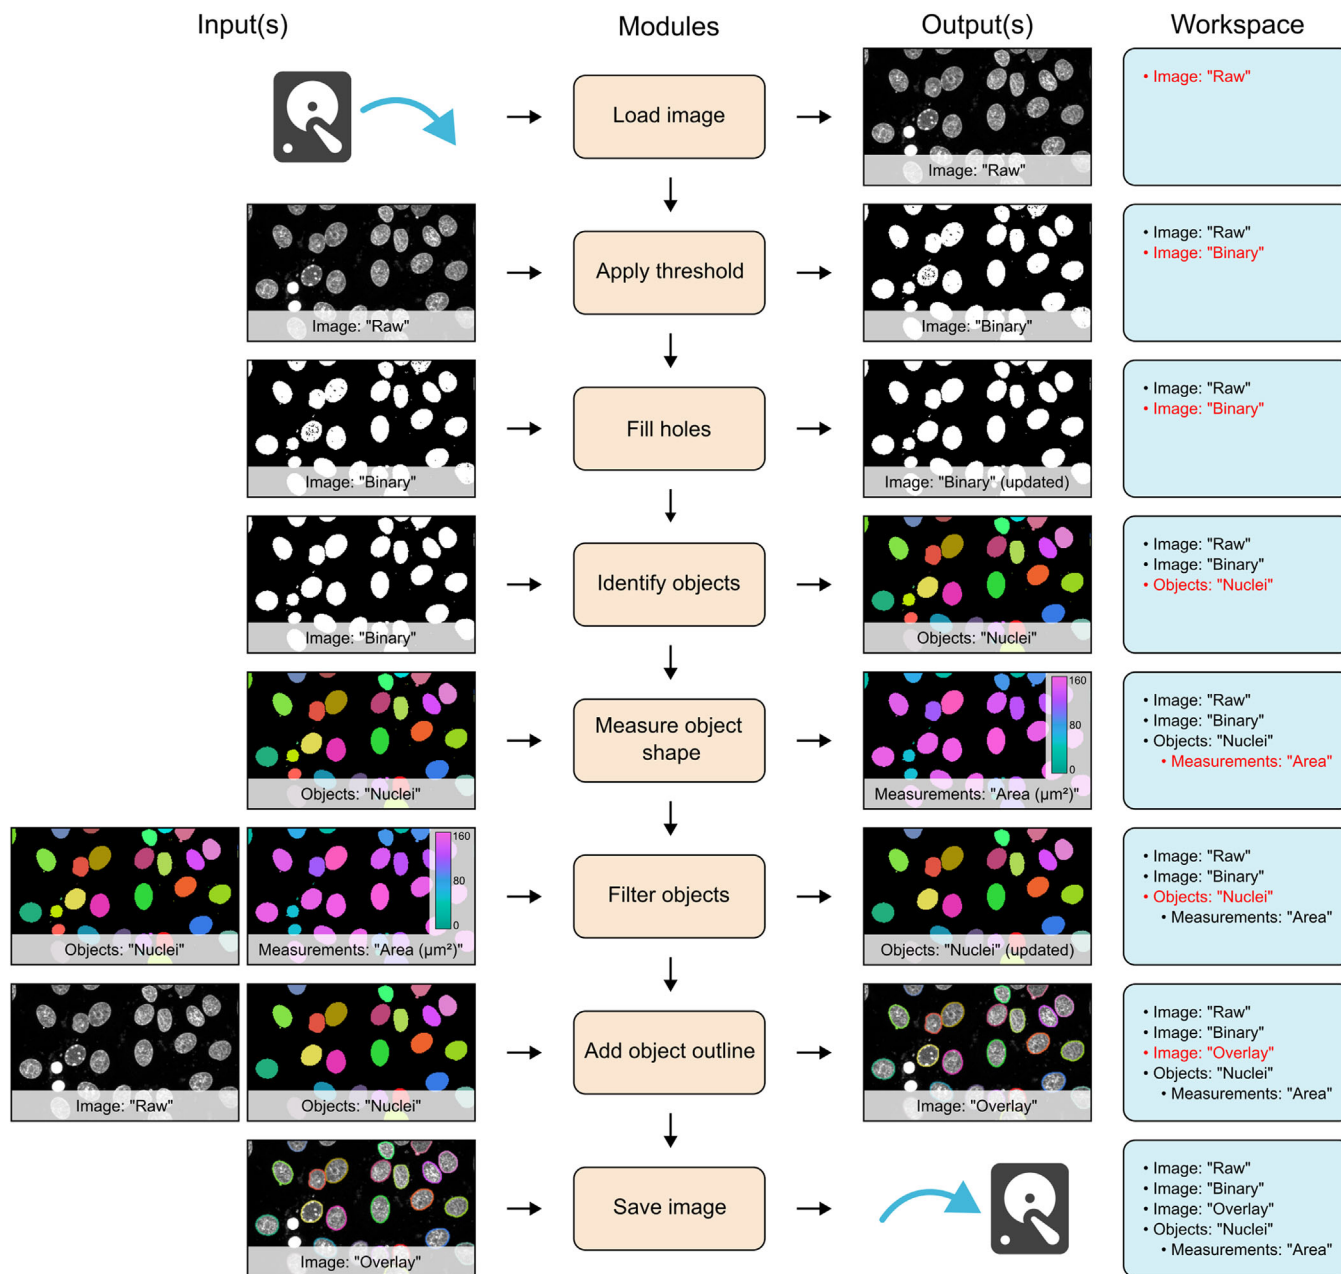 Input(s)
Modules
Output(s)
Workspace
Load image
Image: "Raw"
• Image: "Raw"
Image: "Raw"
Apply threshold
Image: "Binary"
• Image: "Raw"
• Image: "Binary"
Image: "Binary"
Fill holes
Image: "Binary" (updated)
• Image: "Raw"
• Image: "Binary"
Image: "Binary"
Identify objects
Objects: "Nuclei"
• Image: "Raw"
• Image: "Binary"
• Objects: "Nuclei"
Objects: "Nuclei"
Measure object
shape
160
80
0
Measurements: "Area (µm²)"
• Image: "Raw"
• Image: "Binary"
• Objects: "Nuclei"
• Measurements: "Area"
Objects: "Nuclei"
160
80
0
Measurements: "Area (µm²)"
Filter objects
Objects: "Nuclei" (updated)
• Image: "Raw"
• Image: "Binary"
• Objects: "Nuclei"
• Measurements: "Area"
Image: "Raw"
Objects: "Nuclei"
Add object outline
Image: "Overlay"
• Image: "Raw"
• Image: "Binary"
• Image: "Overlay"
• Objects: "Nuclei"
• Measurements: "Area"
Image: "Overlay"
Save image
• Image: "Raw"
• Image: "Binary"
• Image: "Overlay"
• Objects: "Nuclei"
• Measurements: "Area"